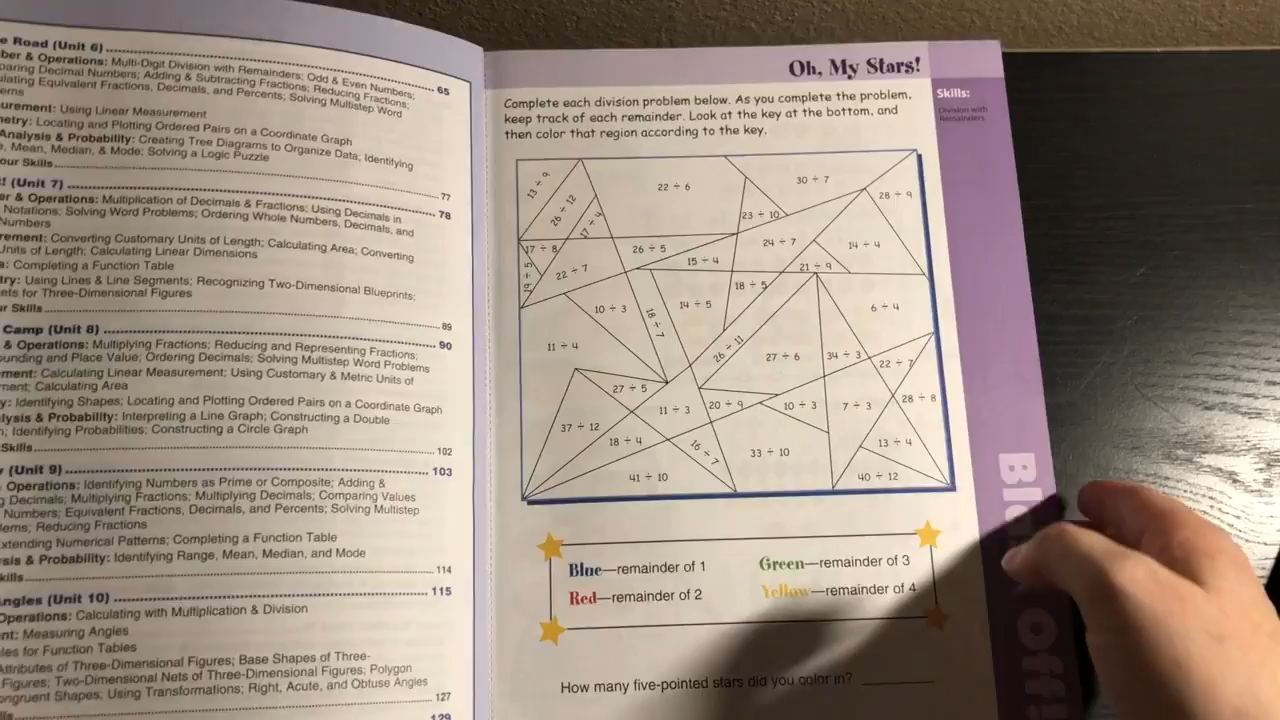 e Road (Unit 6)
ber & Operations: Multi-Digit Division with Remainders; Odd & Even Numbers;
paring Decimal Numbers; Adding & Subtracting Fractions; Reducing Fractions;
ulating Equivalent Fractions, Decimals, and Percents; Solving Multistep Word
erns 65
urement: Using Linear Measurement
metry: Locating and Plotting Ordered Pairs on a Coordinate Graph
Analysis & Probability: Creating Tree Diagrams to Organize Data; Identifying
e, Mean, Median, & Mode; Solving a Logic Puzzle
our Skills 77
! (Unit 7) 78
er & Operations: Multiplication of Decimals & Fractions; Using Decimals in
Notations; Solving Word Problems; Ordering Whole Numbers, Decimals, and
Numbers
rement: Converting Customary Units of Length; Calculating Area; Converting
Units of Length; Calculating Linear Dimensions
a: Completing a Function Table
try: Using Lines & Line Segments; Recognizing Two-Dimensional Blueprints;
ets for Three-Dimensional Figures
ur Skills 89
Camp (Unit 8) 90
& Operations: Multiplying Fractions; Reducing and Representing Fractions;
ounding and Place Value; Ordering Decimals; Solving Multistep Word Problems
ement: Calculating Linear Measurement; Using Customary & Metric Units of
ment; Calculating Area
y: Identifying Shapes; Locating and Plotting Ordered Pairs on a Coordinate Graph
lysis & Probability: Interpreting a Line Graph; Constructing a Double
h; Identifying Probabilities; Constructing a Circle Graph
Skills 102
y (Unit 9) 103
Operations: Identifying Numbers as Prime or Composite; Adding &
g Decimals; Multiplying Fractions; Multiplying Decimals; Comparing Values
Numbers; Equivalent Fractions, Decimals, and Percents; Solving Multistep
lems; Reducing Fractions
xtending Numerical Patterns; Completing a Function Table
sis & Probability: Identifying Range, Mean, Median, and Mode
kills 114
Angles (Unit 10) 115
Operations: Calculating with Multiplication & Division
nt: Measuring Angles
les for Function Tables
ttributes of Three-Dimensional Figures; Base Shapes of Three-
Figures; Two-Dimensional Nets of Three-Dimensional Figures; Polygon
ongruent Shapes; Using Transformations; Right, Acute, and Obtuse Angles
lls 127
129
Oh, My Stars!
Skills:
Division with
Remainders
Complete each division problem below. As you complete the problem,
keep track of each remainder. Look at the key at the bottom, and
then color that region according to the key.
13 ÷ 9
26 ÷ 12
17 ÷ 4
22 ÷ 6
30 ÷ 7
28 ÷ 9
23 ÷ 10
17 ÷ 8
26 ÷ 5
24 ÷ 7
14 ÷ 4
19 ÷ 5
22 ÷ 7
15 ÷ 4
21 ÷ 9
18 ÷ 5
10 ÷ 3
18 ÷ 7
14 ÷ 5
6 ÷ 4
11 ÷ 4
26 ÷ 11
27 ÷ 6
34 ÷ 3
22 ÷ 7
27 ÷ 5
11 ÷ 3
20 ÷ 9
10 ÷ 3
7 ÷ 3
28 ÷ 8
37 ÷ 12
18 ÷ 4
16 ÷ 7
33 ÷ 10
13 ÷ 4
41 ÷ 10
40 ÷ 12
Blue—remainder of 1
Green—remainder of 3
Red—remainder of 2
Yellow—remainder of 4
How many five-pointed stars did you color in?
off!